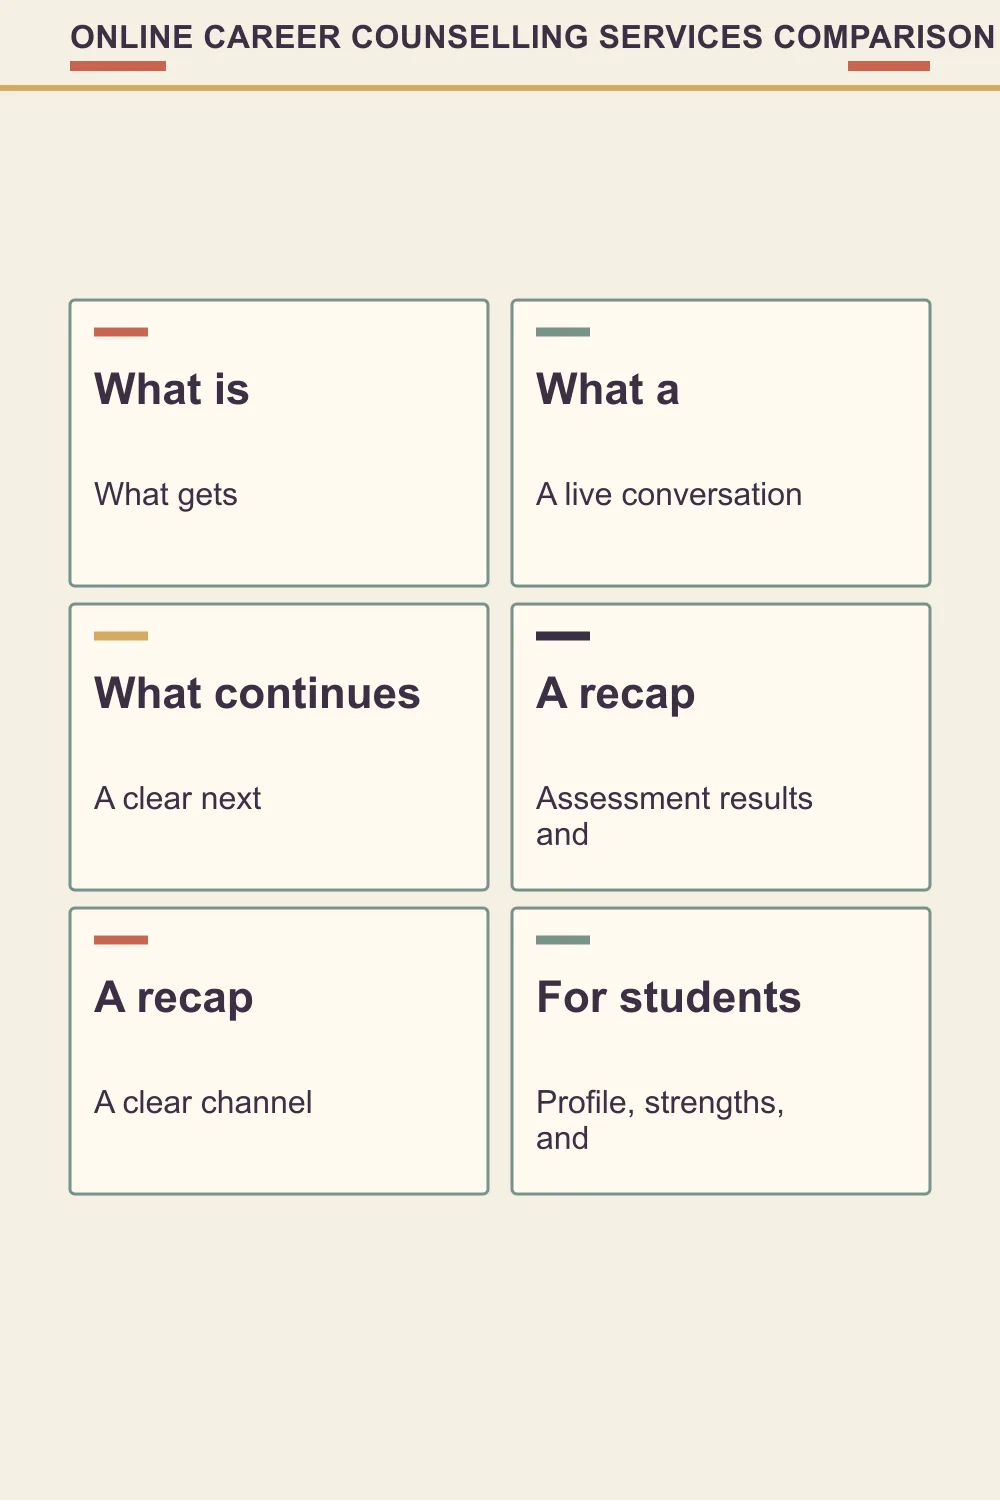 ONLINE CAREER COUNSELLING SERVICES COMPARISON
What is
What gets
What a
A live conversation
What continues
A clear next
A recap
Assessment results
and
A recap
A clear channel
For students
Profile, strengths,
and